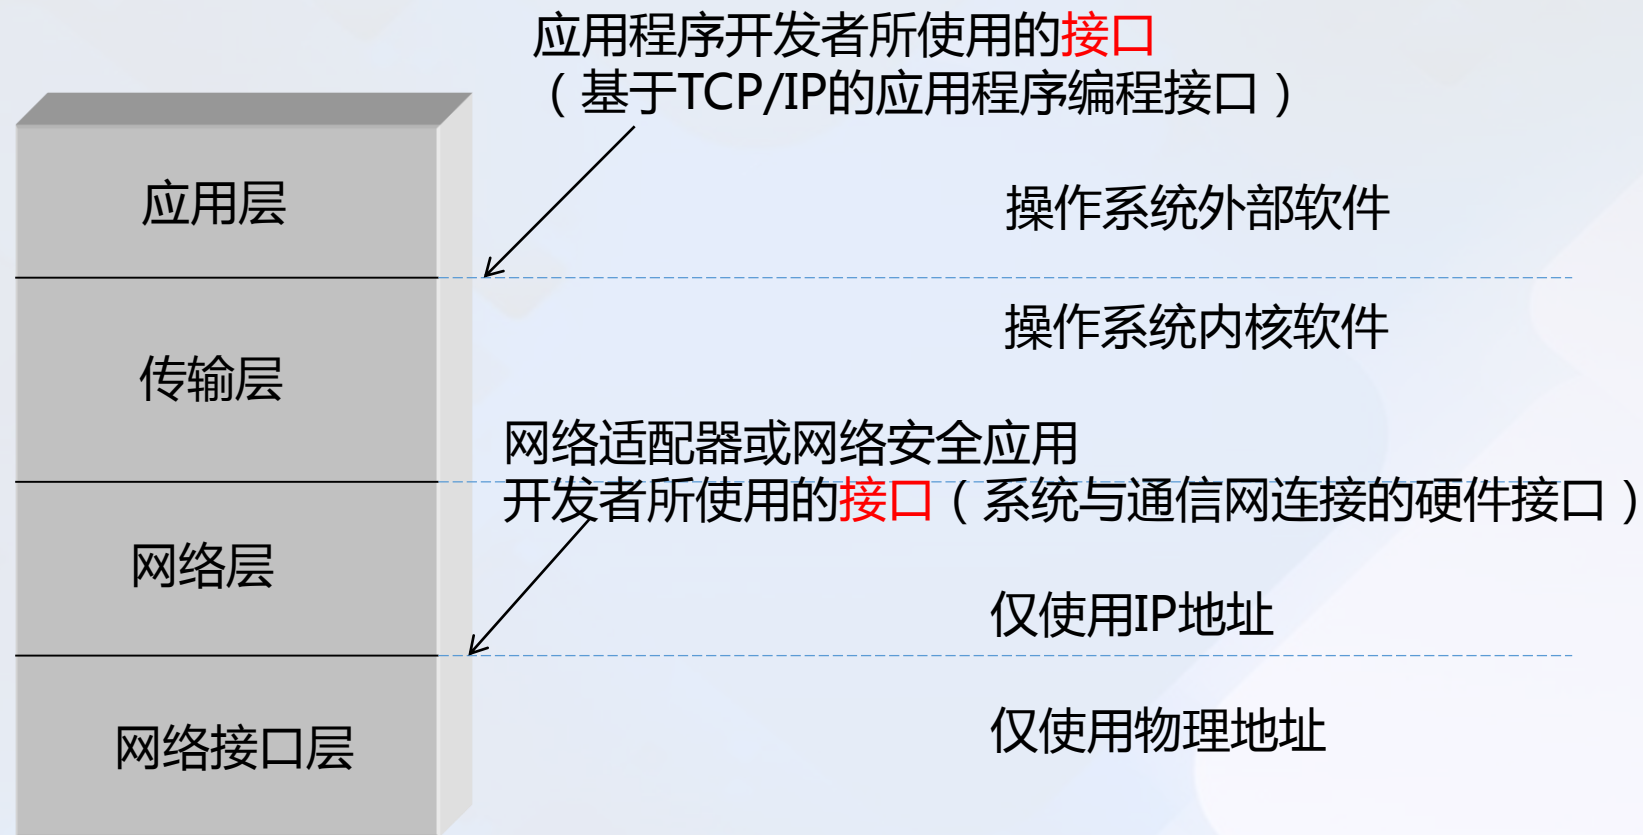 应用程序开发者所使用的接口
（基于TCP/IP的应用程序编程接口）
应用层
操作系统外部软件
操作系统内核软件
传输层
网络适配器或网络安全应用
开发者所使用的接口（系统与通信网连接的硬件接口）
网络层
仅使用IP地址
仅使用物理地址
网络接口层